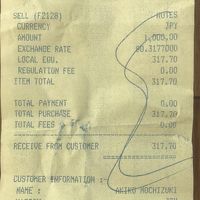 SELL (F2128) NOTES
CURRENCY JPY
AMOUNT 1,000.00
EXCHANGE RATE $0.3177000
LOCAL EQU. 317.70
REGULATION FEE 0.00
ITEM TOTAL 317.70
TOTAL PAYMENT 0.00
TOTAL PURCHASE 317.70
TOTAL FEES 0.00
RECEIVE FROM CUSTOMER 317.70
CUSTOMER INFORMATION :-
NAME : AKIKO MOCHIZUKI